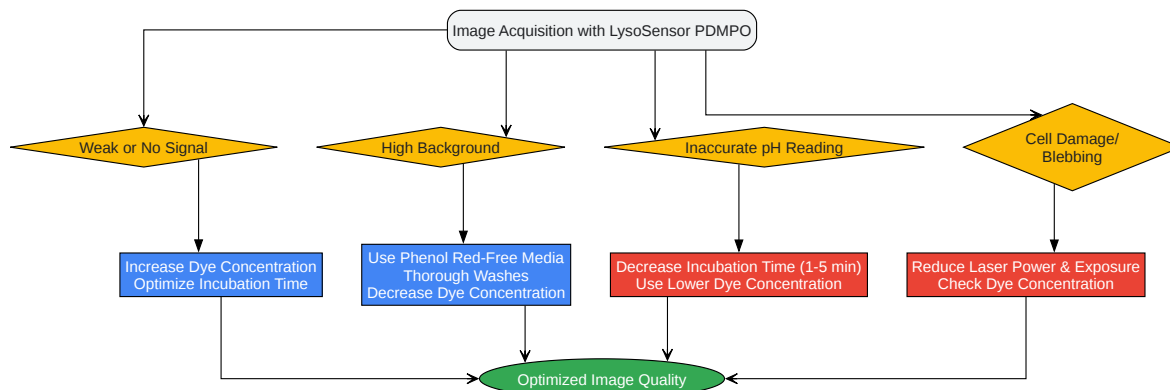 Image Acquisition with LysoSensor PDMPO
Weak or No Signal
High Background
Inaccurate pH Reading
Cell Damage/
Blebbing
Increase Dye Concentration
Optimize Incubation Time
Use Phenol Red-Free Media
Thorough Washes
Decrease Dye Concentration
Decrease Incubation Time (1-5 min)
Use Lower Dye Concentration
Reduce Laser Power & Exposure
Check Dye Concentration
Optimized Image Quality